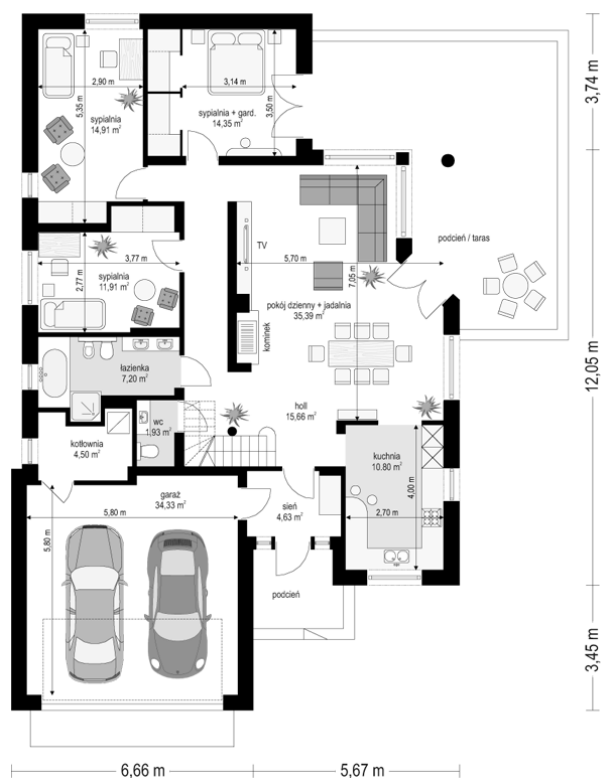 2,90 m
5,35 m
sypialnia
14,91 m²
3,14 m
3,50 m
sypialnia + gard.
14,35 m²
3,74 m
podcień / taras
TV
5,70 m
7,05 m
pokój dzienny + jadalnia
35,39 m²
3,77 m
2,77 m
sypialnia
11,91 m²
kominek
12,05 m
łazienka
7,20 m²
holl
15,66 m²
wc
1,93 m²
kotłownia
4,50 m²
kuchnia
10.80 m²
4,00 m
2,70 m
garaż
34,33 m²
5,80 m
5,80 m
sień
4,63 m²
podcień
3,45 m
6,66 m
5,67 m